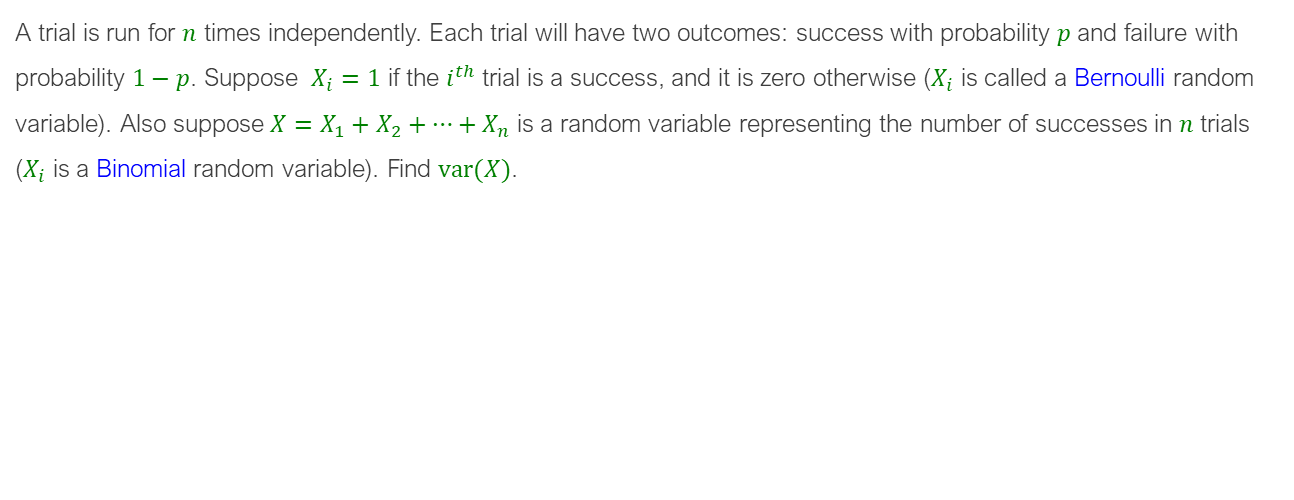 A trial is run for n times independently. Each trial will have two outcomes: success with probability p and failure with
probability 1 − p. Suppose X_i = 1 if the i^th trial is a success, and it is zero otherwise (X_i is called a Bernoulli random
variable). Also suppose X = X_1 + X_2 + ⋯ + X_n is a random variable representing the number of successes in n trials
(X_i is a Binomial random variable). Find var(X).